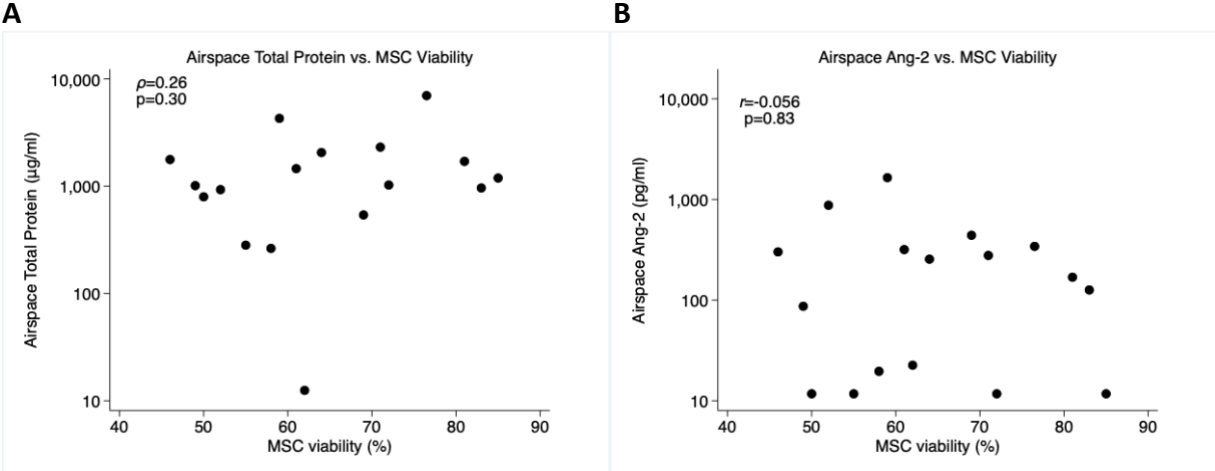 A
Airspace Total Protein vs. MSC Viability
ρ=0.26
p=0.30
Airspace Total Protein (µg/ml)
10,000
1,000
100
10
40 50 60 70 80 90
MSC viability (%)
B
Airspace Ang-2 vs. MSC Viability
r=-0.056
p=0.83
Airspace Ang-2 (pg/ml)
10,000
1,000
100
10
40 50 60 70 80 90
MSC viability (%)